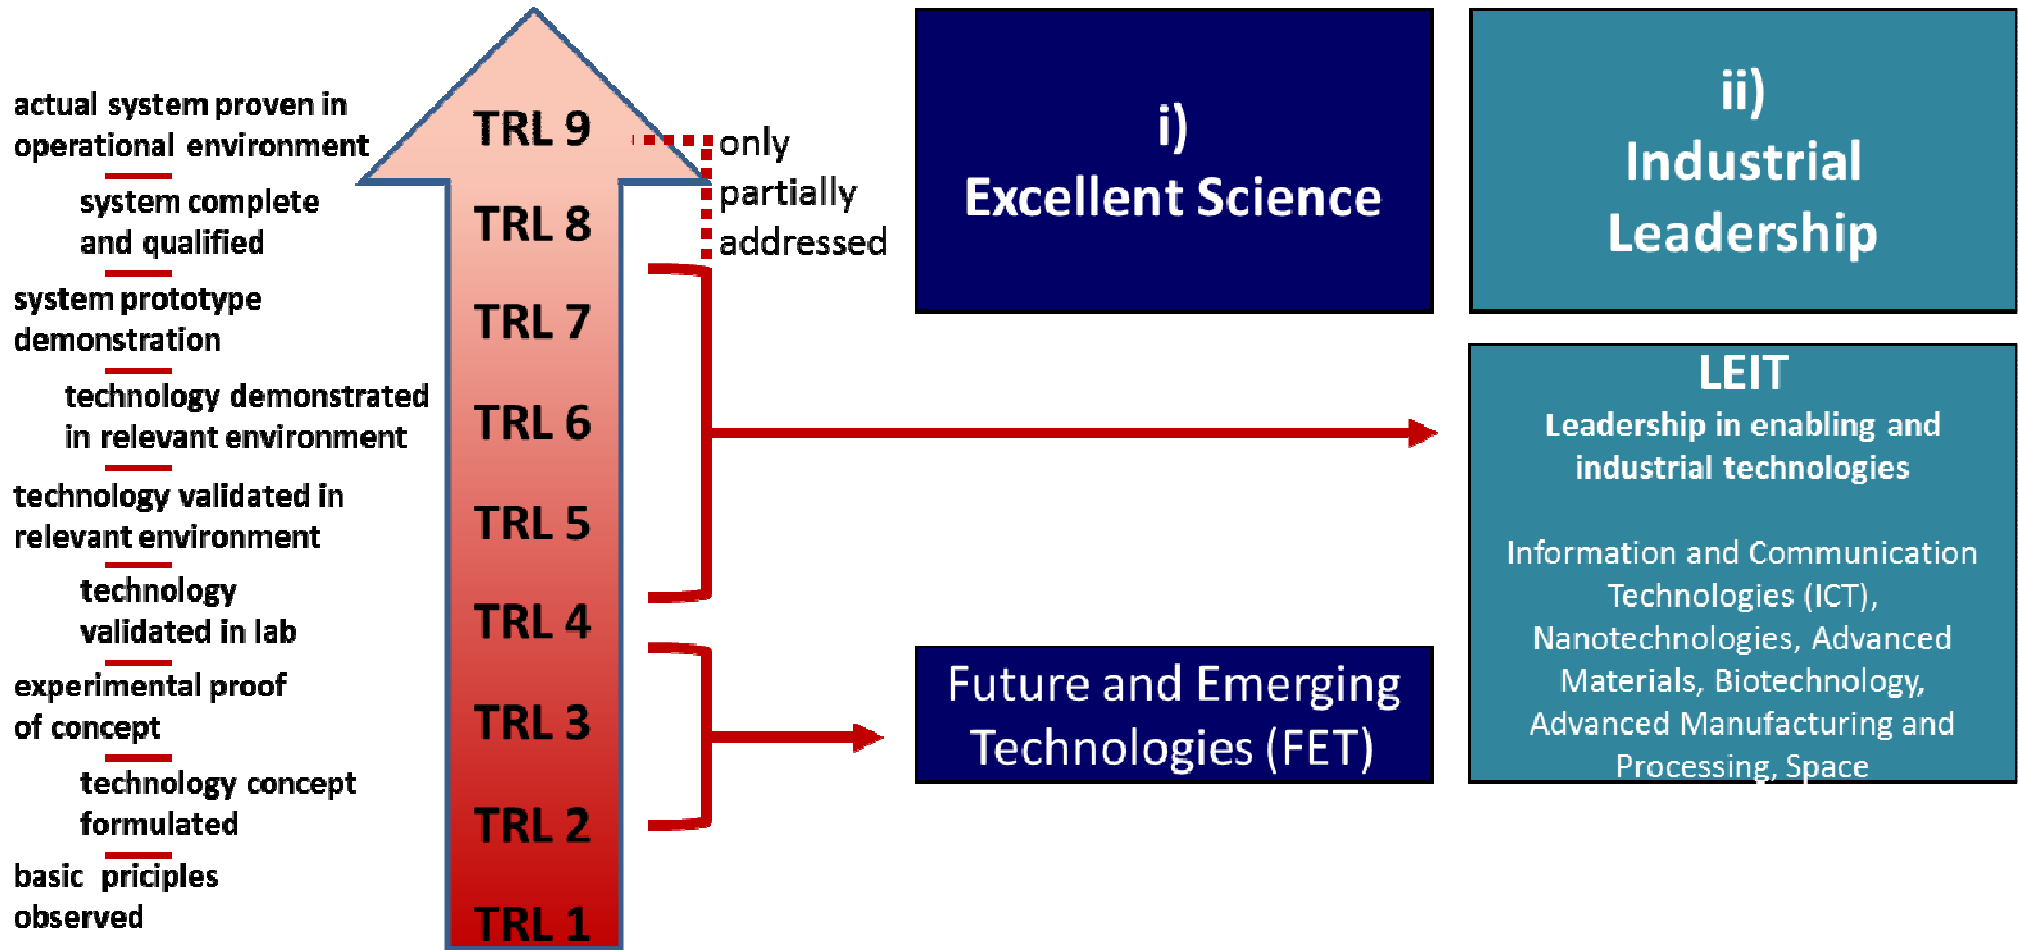 actual system proven in
operational environment
system complete
and qualified
system prototype
demonstration
technology demonstrated
in relevant environment
technology validated in
relevant environment
technology
validated in lab
experimental proof
of concept
technology concept
formulated
basic priciples
observed
TRL 9
TRL 8
TRL 7
TRL 6
TRL 5
TRL 4
TRL 3
TRL 2
TRL 1
only
partially
addressed
i)
Excellent Science
Future and Emerging
Technologies (FET)
ii)
Industrial
Leadership
LEIT
Leadership in enabling and
industrial technologies
Information and Communication
Technologies (ICT),
Nanotechnologies, Advanced
Materials, Biotechnology,
Advanced Manufacturing and
Processing, Space